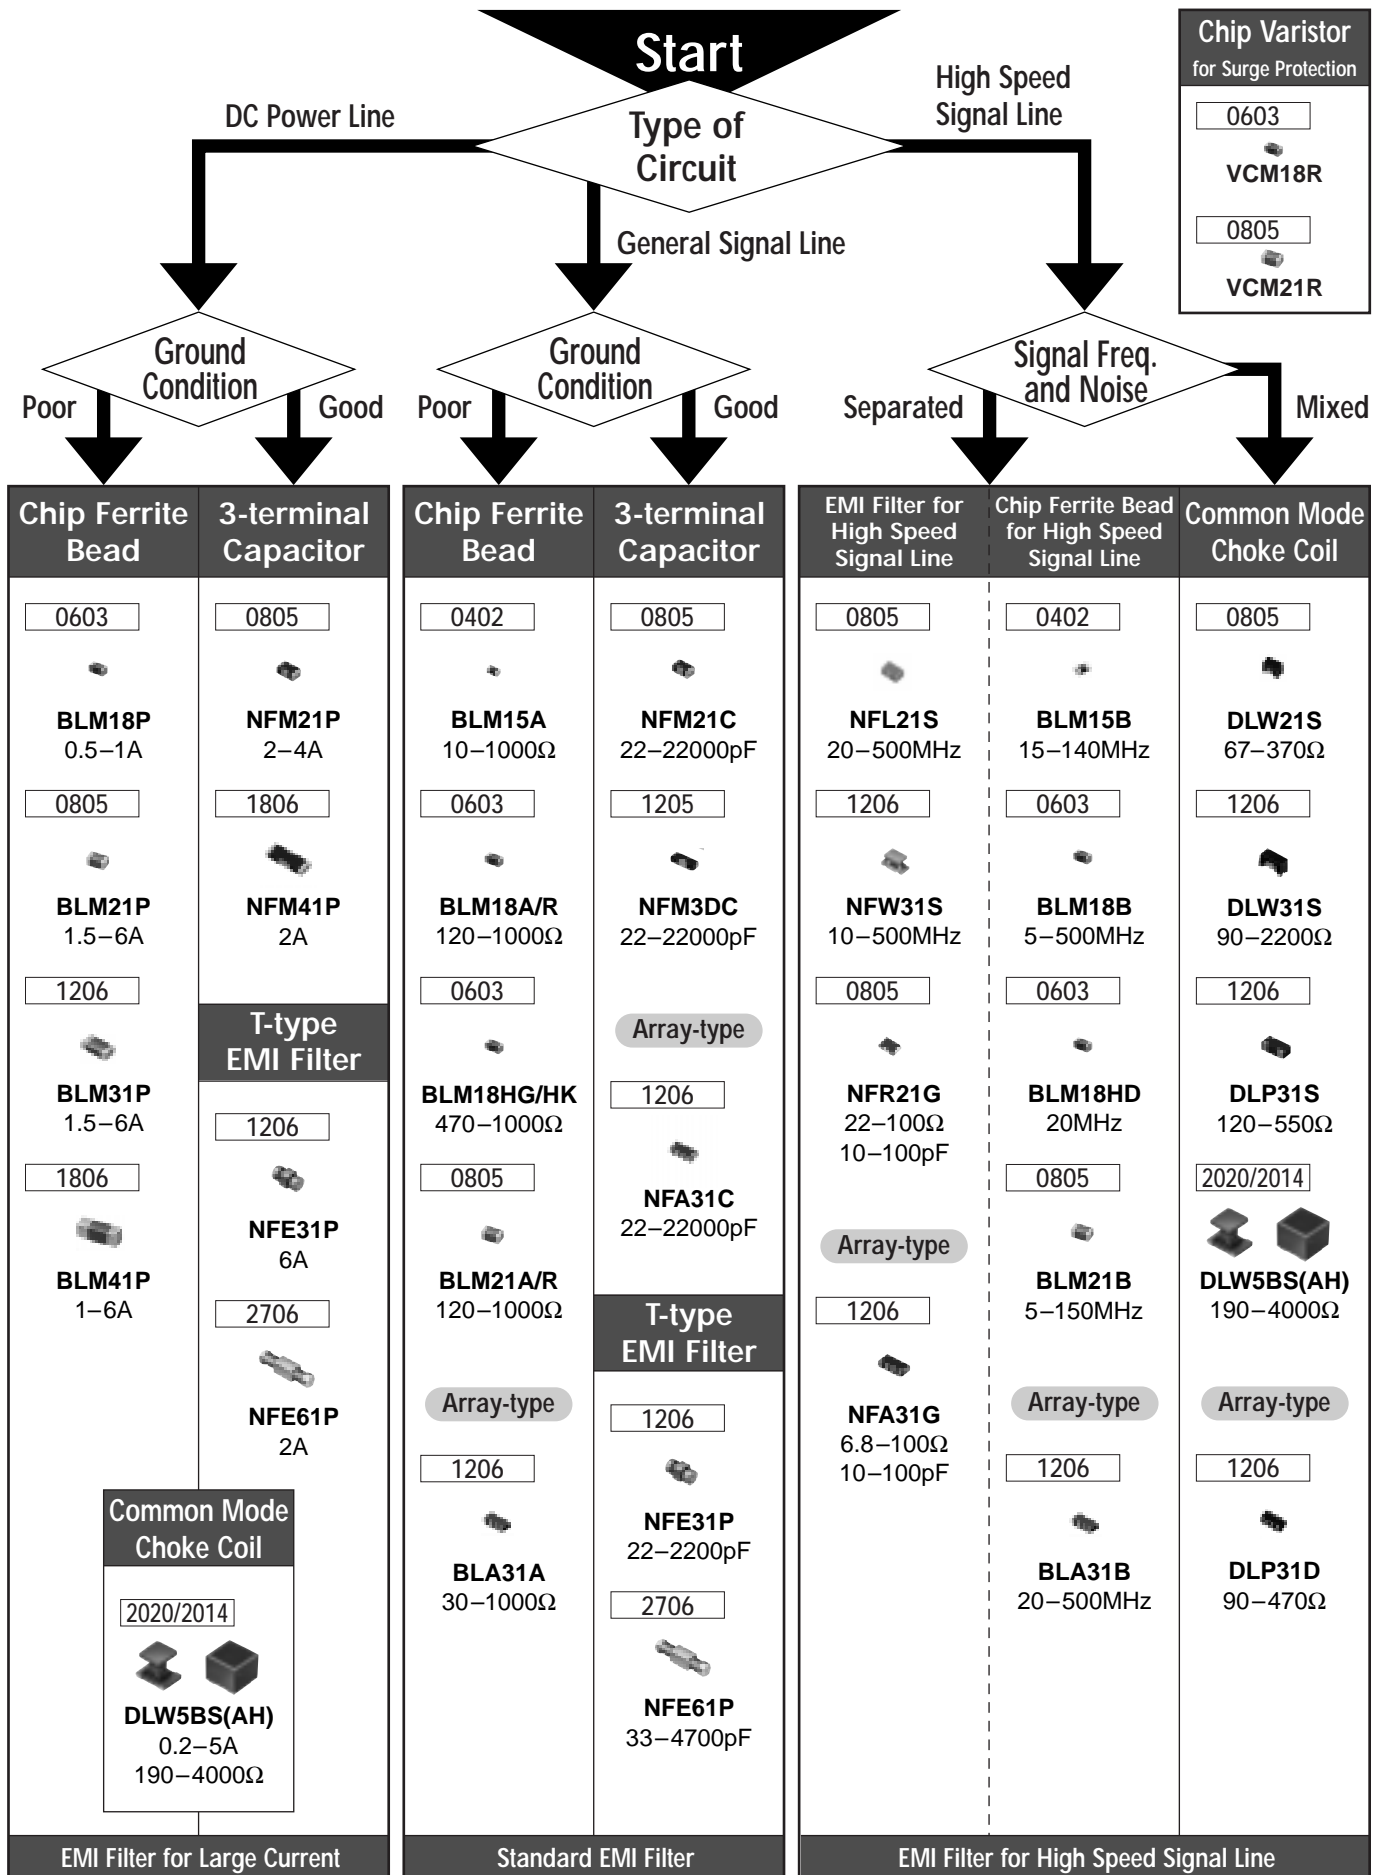 Start
Type of
Circuit
DC Power Line
General Signal Line
High Speed
Signal Line
Chip Varistor
for Surge Protection
0603
VCM18R
0805
VCM21R
Ground
Condition
Poor
Good
Ground
Condition
Poor
Good
Signal Freq.
and Noise
Separated
Mixed
Chip Ferrite
Bead
0603
BLM18P
0.5–1A
0805
BLM21P
1.5–6A
1206
BLM31P
1.5–6A
1806
BLM41P
1–6A
3-terminal
Capacitor
0805
NFM21P
2–4A
1806
NFM41P
2A
T-type
EMI Filter
1206
NFE31P
6A
2706
NFE61P
2A
Common Mode
Choke Coil
2020/2014
DLW5BS(AH)
0.2–5A
190–4000Ω
EMI Filter for Large Current
Chip Ferrite
Bead
0402
BLM15A
10–1000Ω
0603
BLM18A/R
120–1000Ω
0603
BLM18HG/HK
470–1000Ω
0805
BLM21A/R
120–1000Ω
Array-type
1206
BLA31A
30–1000Ω
3-terminal
Capacitor
0805
NFM21C
22–22000pF
1205
NFM3DC
22–22000pF
Array-type
1206
NFA31C
22–22000pF
T-type
EMI Filter
1206
NFE31P
22–2200pF
2706
NFE61P
33–4700pF
Standard EMI Filter
EMI Filter for
High Speed
Signal Line
0805
NFL21S
20–500MHz
1206
NFW31S
10–500MHz
0805
NFR21G
22–100Ω
10–100pF
Array-type
1206
NFA31G
6.8–100Ω
10–100pF
Chip Ferrite Bead
for High Speed
Signal Line
0402
BLM15B
15–140MHz
0603
BLM18B
5–500MHz
0603
BLM18HD
20MHz
0805
BLM21B
5–150MHz
Array-type
1206
BLA31B
20–500MHz
Common Mode
Choke Coil
0805
DLW21S
67–370Ω
1206
DLW31S
90–2200Ω
1206
DLP31S
120–550Ω
2020/2014
DLW5BS(AH)
190–4000Ω
Array-type
1206
DLP31D
90–470Ω
EMI Filter for High Speed Signal Line